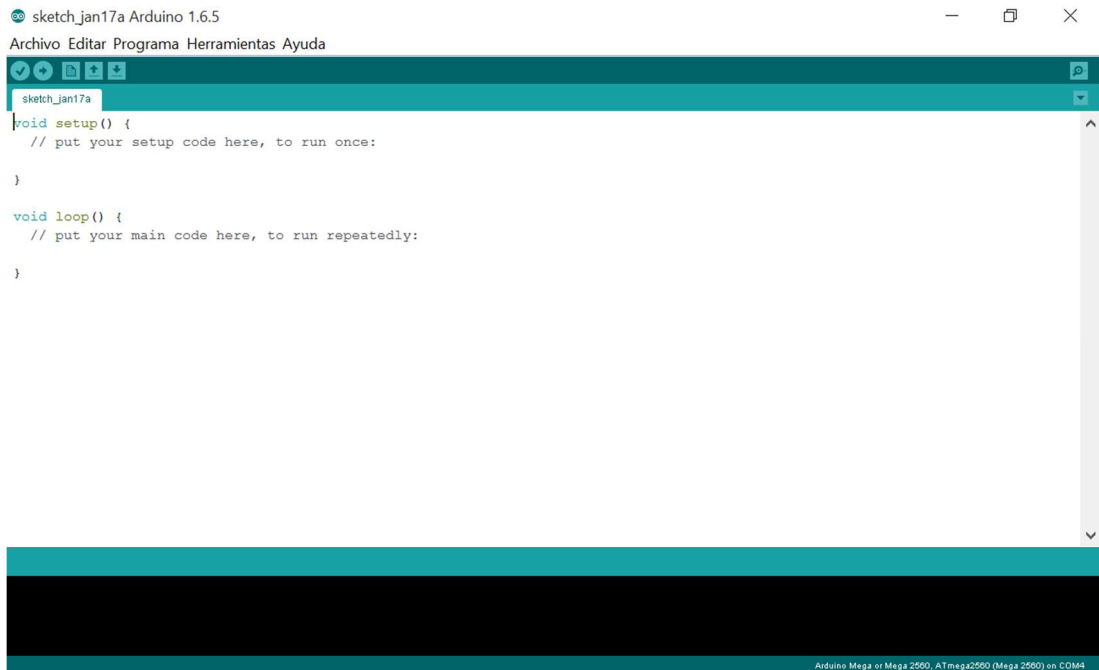 sketch_jan17a Arduino 1.6.5
Archivo Editar Programa Herramientas Ayuda
sketch_jan17a
void setup() {
  // put your setup code here, to run once:
}
void loop() {
  // put your main code here, to run repeatedly:
}
Arduino Mega or Mega 2560, ATmega2560 (Mega 2560) on COM4